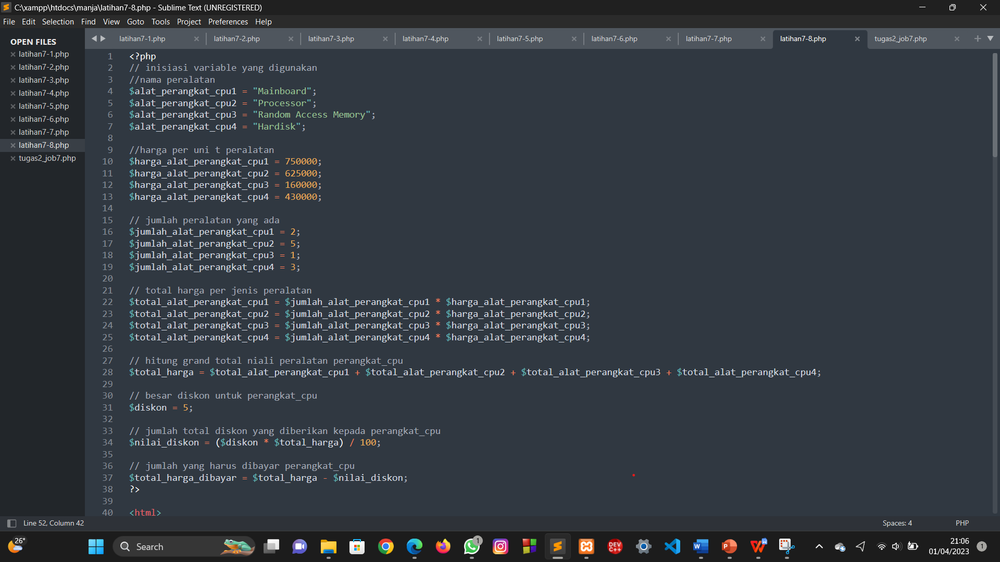 C:\xampp\htdocs\manja\latihan7-8.php - Sublime Text (UNREGISTERED)
File Edit Selection Find View Goto Tools Project Preferences Help
OPEN FILES
latihan7-1.php
latihan7-2.php
latihan7-3.php
latihan7-4.php
latihan7-5.php
latihan7-6.php
latihan7-7.php
latihan7-8.php
tugas2_job7.php
latihan7-1.php latihan7-2.php latihan7-3.php latihan7-4.php latihan7-5.php latihan7-6.php latihan7-7.php latihan7-8.php tugas2_job7.php
1 <?php
2 // inisiasi variable yang digunakan
3 //nama peralatan
4 $alat_perangkat_cpu1 = "Mainboard";
5 $alat_perangkat_cpu2 = "Processor";
6 $alat_perangkat_cpu3 = "Random Access Memory";
7 $alat_perangkat_cpu4 = "Hardisk";
8
9 //harga per uni t peralatan
10 $harga_alat_perangkat_cpu1 = 750000;
11 $harga_alat_perangkat_cpu2 = 625000;
12 $harga_alat_perangkat_cpu3 = 160000;
13 $harga_alat_perangkat_cpu4 = 430000;
14
15 // jumlah peralatan yang ada
16 $jumlah_alat_perangkat_cpu1 = 2;
17 $jumlah_alat_perangkat_cpu2 = 5;
18 $jumlah_alat_perangkat_cpu3 = 1;
19 $jumlah_alat_perangkat_cpu4 = 3;
20
21 // total harga per jenis peralatan
22 $total_alat_perangkat_cpu1 = $jumlah_alat_perangkat_cpu1 * $harga_alat_perangkat_cpu1;
23 $total_alat_perangkat_cpu2 = $jumlah_alat_perangkat_cpu2 * $harga_alat_perangkat_cpu2;
24 $total_alat_perangkat_cpu3 = $jumlah_alat_perangkat_cpu3 * $harga_alat_perangkat_cpu3;
25 $total_alat_perangkat_cpu4 = $jumlah_alat_perangkat_cpu4 * $harga_alat_perangkat_cpu4;
26
27 // hitung grand total niali peralatan perangkat_cpu
28 $total_harga = $total_alat_perangkat_cpu1 + $total_alat_perangkat_cpu2 + $total_alat_perangkat_cpu3 + $total_alat_perangkat_cpu4;
29
30 // besar diskon untuk perangkat_cpu
31 $diskon = 5;
32
33 // jumlah total diskon yang diberikan kepada perangkat_cpu
34 $nilai_diskon = ($diskon * $total_harga) / 100;
35
36 // jumlah yang harus dibayar perangkat_cpu
37 $total_harga_dibayar = $total_harga - $nilai_diskon;
38 ?>
39
40 <html>
Line 52, Column 42
Spaces: 4
PHP
26°
Search
1
DEV C++
21:06
01/04/2023
1